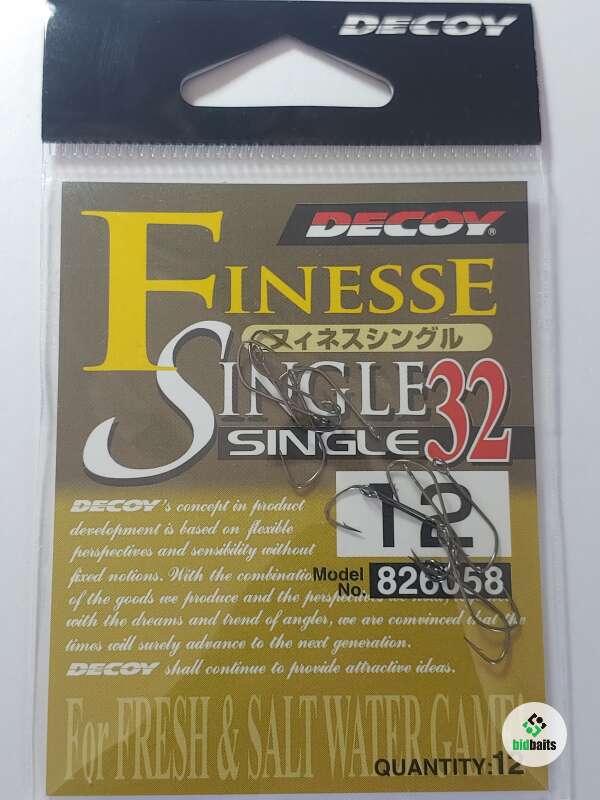 DECOY
DECOY®
FINESSE
フィネスシングル
SINGLE
SINGLE 32
12
Model No. 826058
DECOY's concept in product
development is based on flexible
perspectives and sensibility without
fixed notions. With the combination
of the goods we produce and the perspectives we hold,
with the dreams and trend of angler, we are convinced that the
times will surely advance to the next generation.
DECOY shall continue to provide attractive ideas.
For FRESH & SALT WATER GAME!
QUANTITY:12
bidbaits